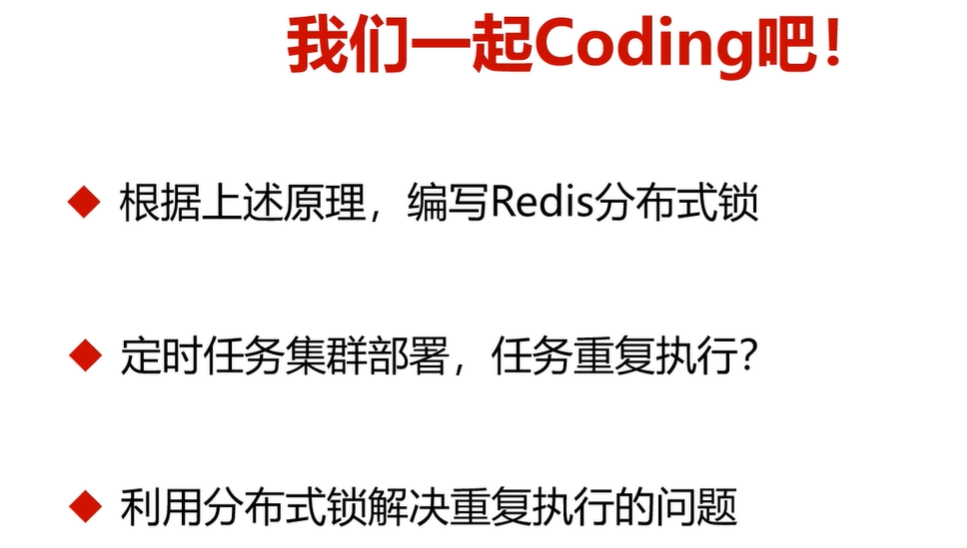 我们一起Coding吧！
根据上述原理，编写Redis分布式锁
定时任务集群部署，任务重复执行？
利用分布式锁解决重复执行的问题